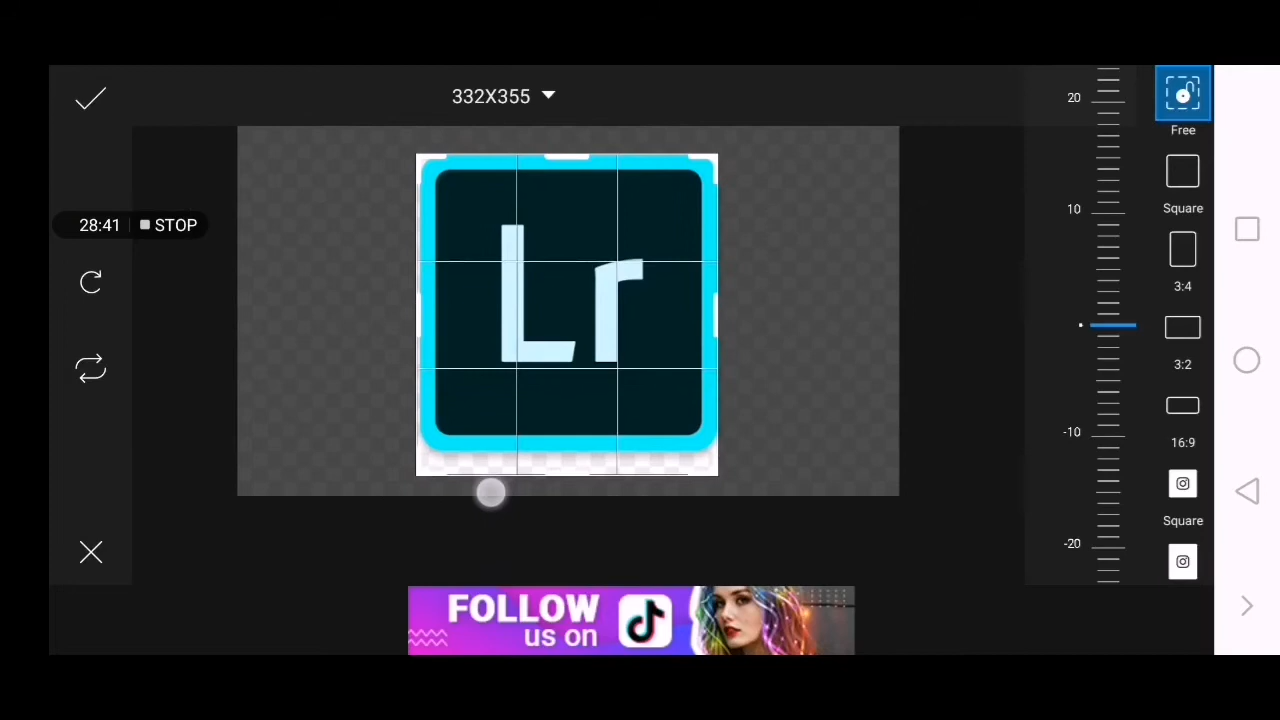 332X355
28:41
STOP
Lr
20
10
-10
-20
Free
Square
3:4
3:2
16:9
Square
FOLLOW
us on